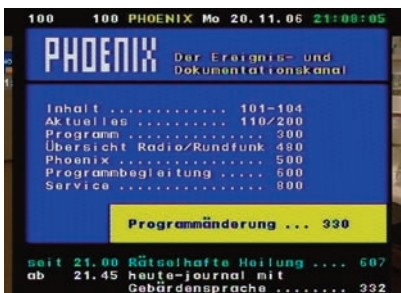 100 100 PHOENIX Mo 20.11.06 21:08:05
PHOENIX Der Ereignis- und
Dokumentationskanal
Inhalt ............. 101-104
Aktuelles .......... 110/200
Programm ............... 300
Übersicht Radio/Rundfunk 480
Phoenix ................ 500
Programmbegleitung ..... 600
Service ................ 800
Programmänderung ... 330
seit 21.00 Rätselhafte Heilung .... 607
ab 21.45 heute-journal mit
Gebärdensprache ........ 332